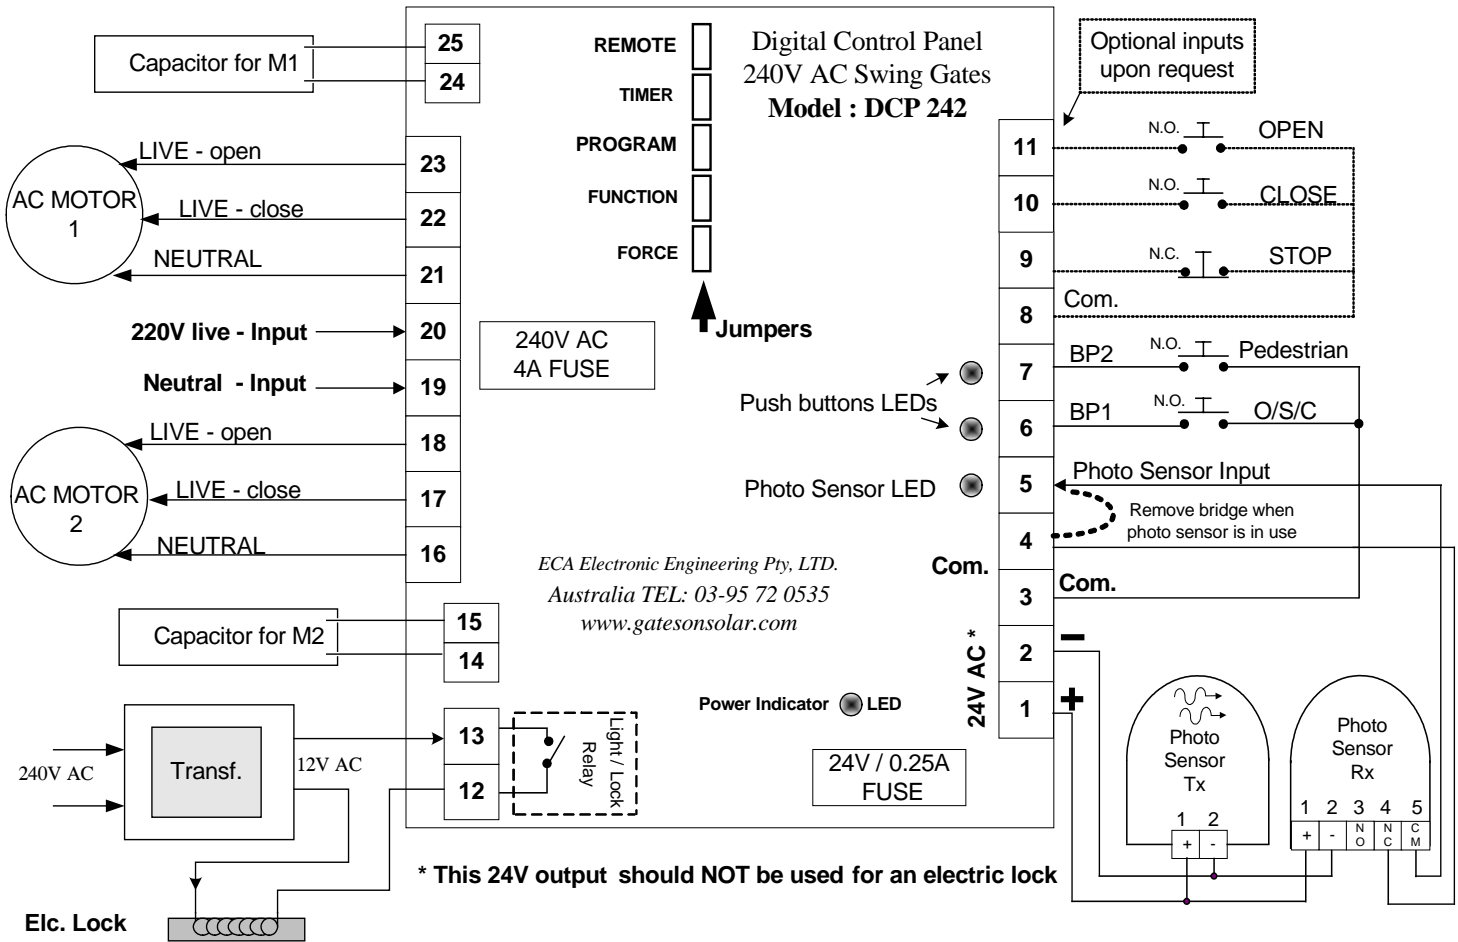 Capacitor for M1
25
24
REMOTE
TIMER
PROGRAM
FUNCTION
FORCE
Jumpers
Digital Control Panel
240V AC Swing Gates
Model : DCP 242
Optional inputs
upon request
AC MOTOR
1
LIVE - open
23
LIVE - close
22
NEUTRAL
21
220V live - Input
20
Neutral - Input
19
240V AC
4A FUSE
AC MOTOR
2
LIVE - open
18
LIVE - close
17
NEUTRAL
16
Capacitor for M2
15
14
11
N.O.
OPEN
10
N.O.
CLOSE
9
N.C.
STOP
8
Com.
7
BP2
N.O.
Pedestrian
6
BP1
N.O.
O/S/C
Push buttons LEDs
Photo Sensor LED
5
Photo Sensor Input
Remove bridge when
photo sensor is in use
4
Com.
3
Com.
24V AC *
2
–
1
+
ECA Electronic Engineering Pty, LTD.
Australia TEL: 03-95 72 0535
www.gatesonsolar.com
Power Indicator
LED
24V / 0.25A
FUSE
13
12
Light / Lock
Relay
240V AC
Transf.
12V AC
Elc. Lock
* This 24V output should NOT be used for an electric lock
Photo
Sensor
Tx
1 2
+ -
Photo
Sensor
Rx
1 2 3 4 5
+ - NO NC CM